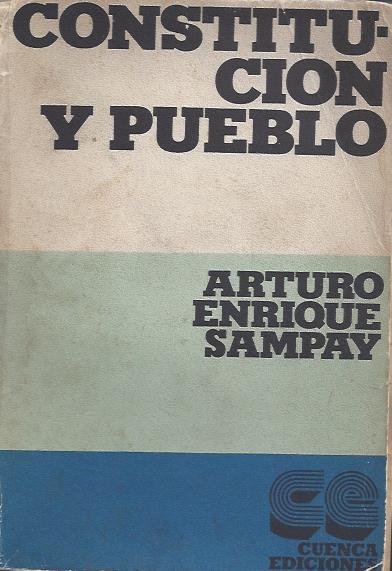 CONSTITU-
CION
Y PUEBLO
ARTURO
ENRIQUE
SAMPAY
ce
CUENCA
EDICIONES